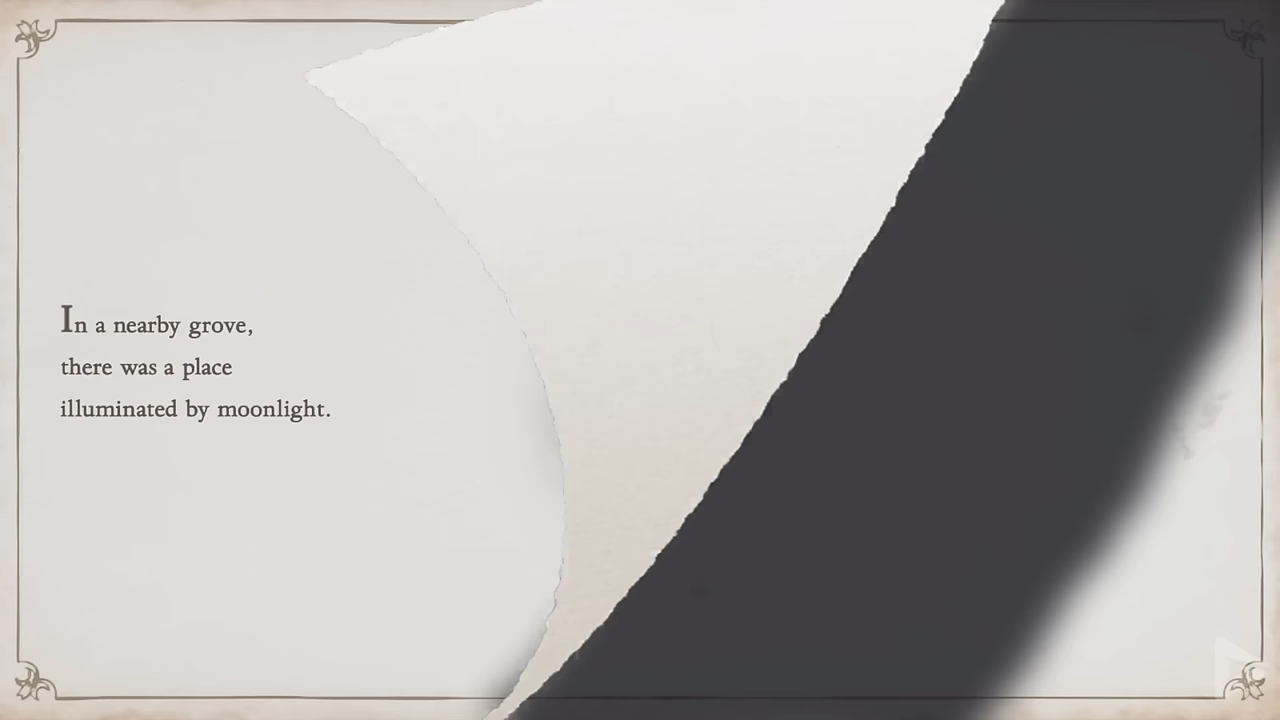 In a nearby grove,
there was a place
illuminated by moonlight.